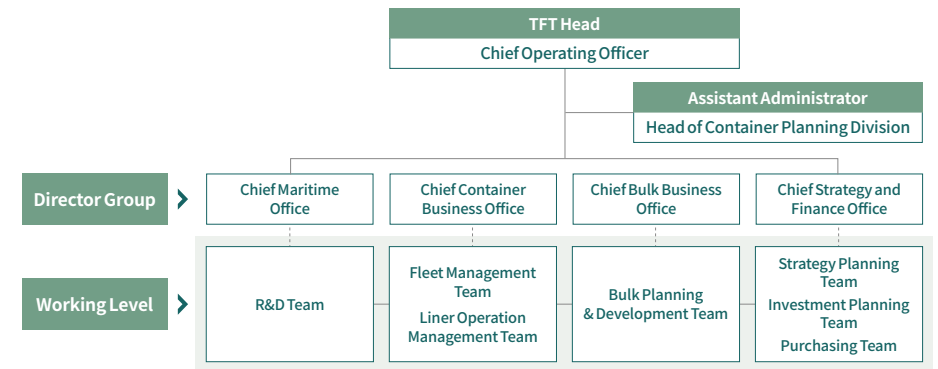 TFT Head
Chief Operating Officer
Assistant Administrator
Head of Container Planning Division
Director Group
Chief Maritime
Office
Chief Container
Business Office
Chief Bulk Business
Office
Chief Strategy and
Finance Office
Working Level
R&D Team
Fleet Management
Team
Liner Operation
Management Team
Bulk Planning
& Development Team
Strategy Planning
Team
Investment Planning
Team
Purchasing Team